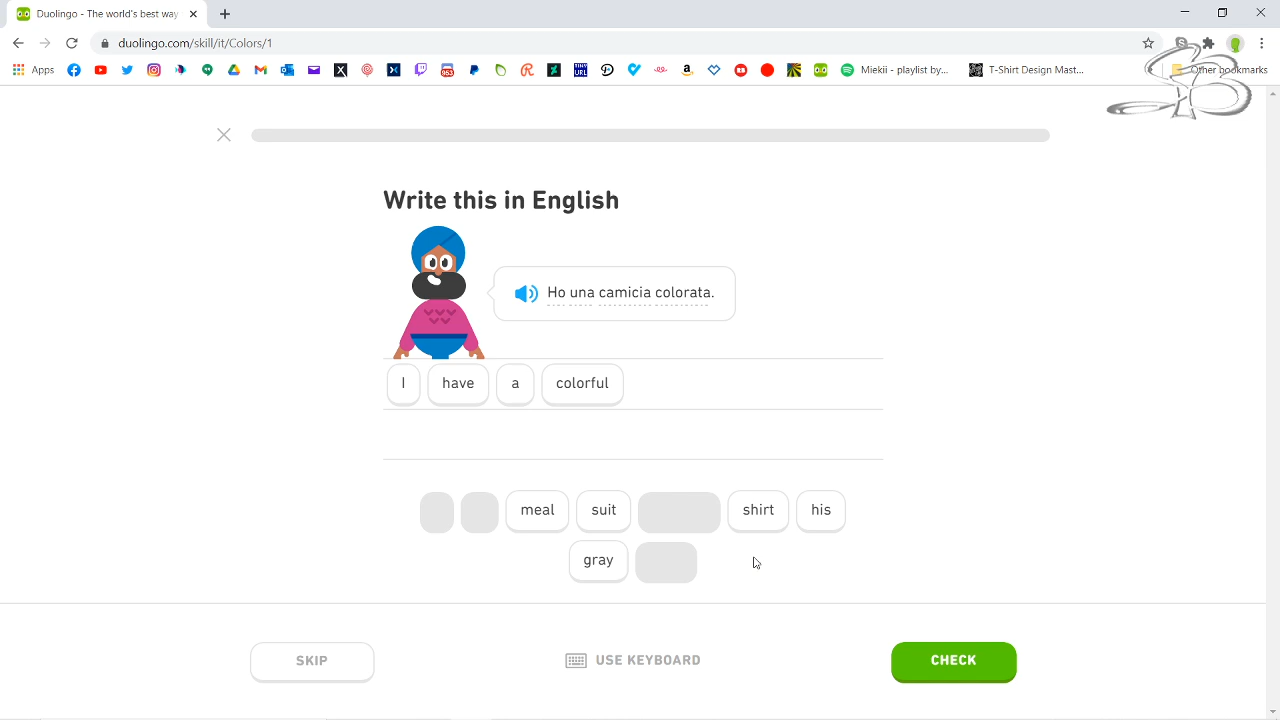 Duolingo - The world's best way
duolingo.com/skill/it/Colors/1
Apps
953
URL
Miekii - playlist by...
T-Shirt Design Mast...
Other bookmarks
Write this in English
Ho una camicia colorata.
I have a colorful
meal suit shirt his
gray
SKIP
USE KEYBOARD
CHECK